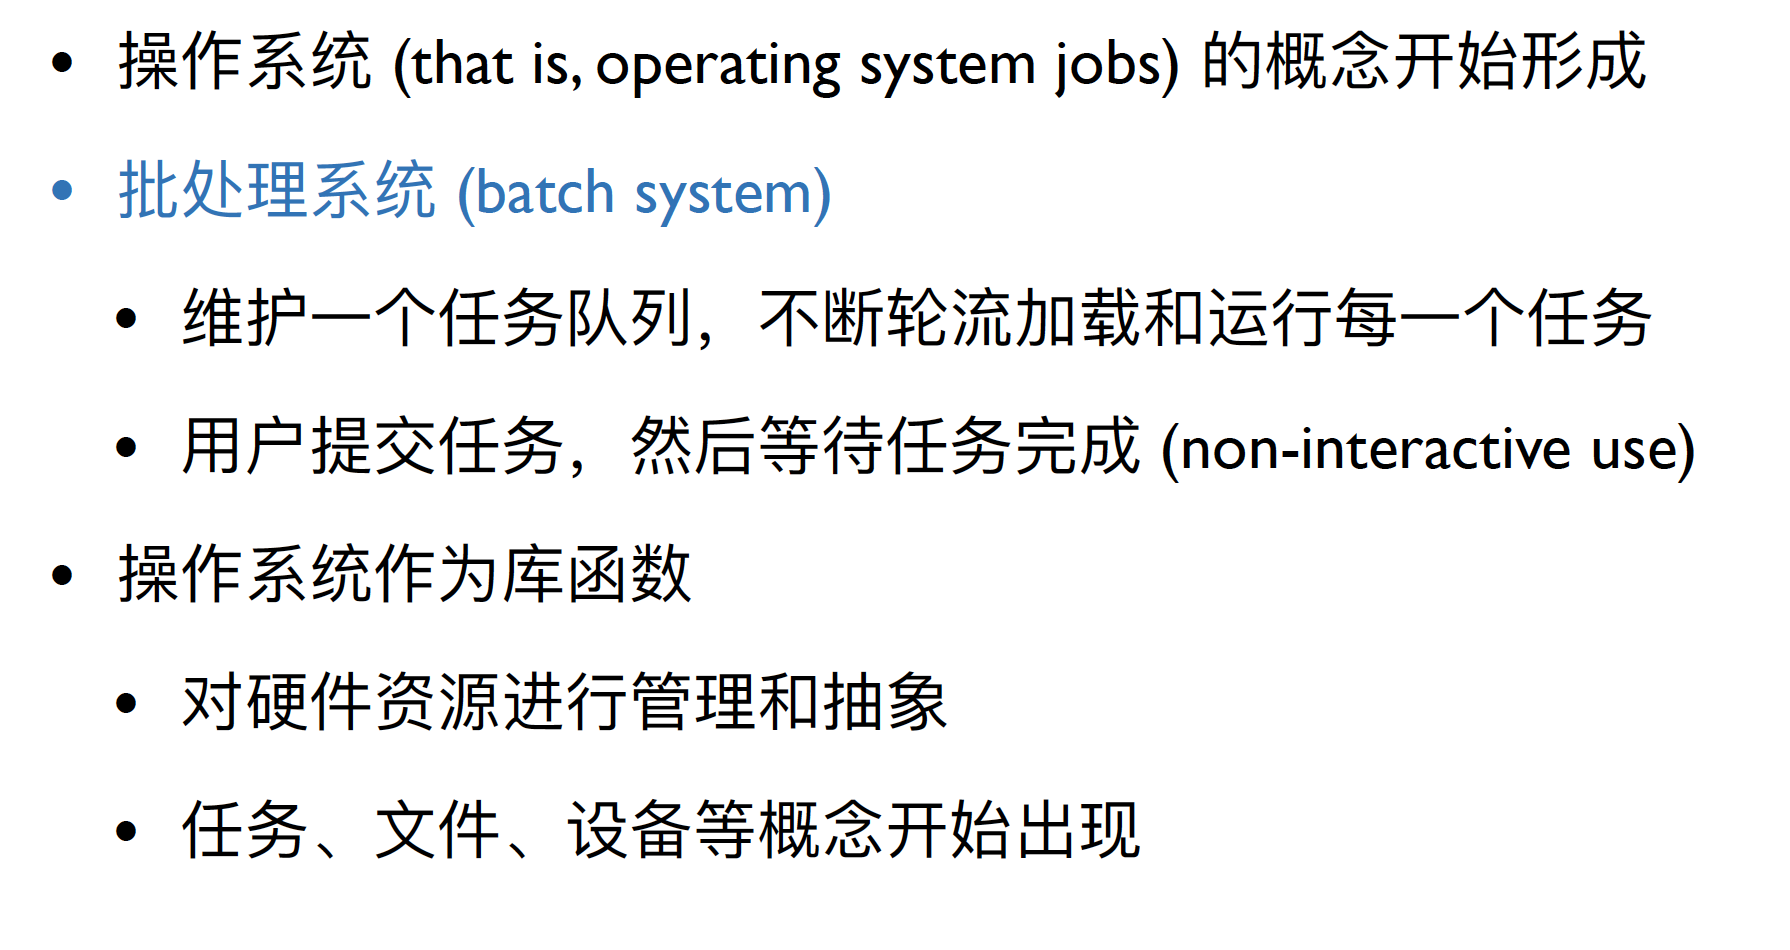 • 操作系统 (that is, operating system jobs) 的概念开始形成
• 批处理系统 (batch system)
• 维护一个任务队列，不断轮流加载和运行每一个任务
• 用户提交任务，然后等待任务完成 (non-interactive use)
• 操作系统作为库函数
• 对硬件资源进行管理和抽象
• 任务、文件、设备等概念开始出现